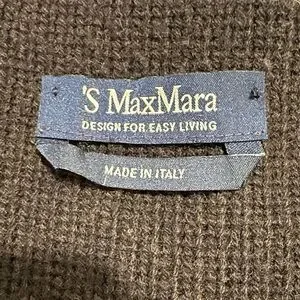 'S MaxMara
DESIGN FOR EASY LIVING
MADE IN ITALY